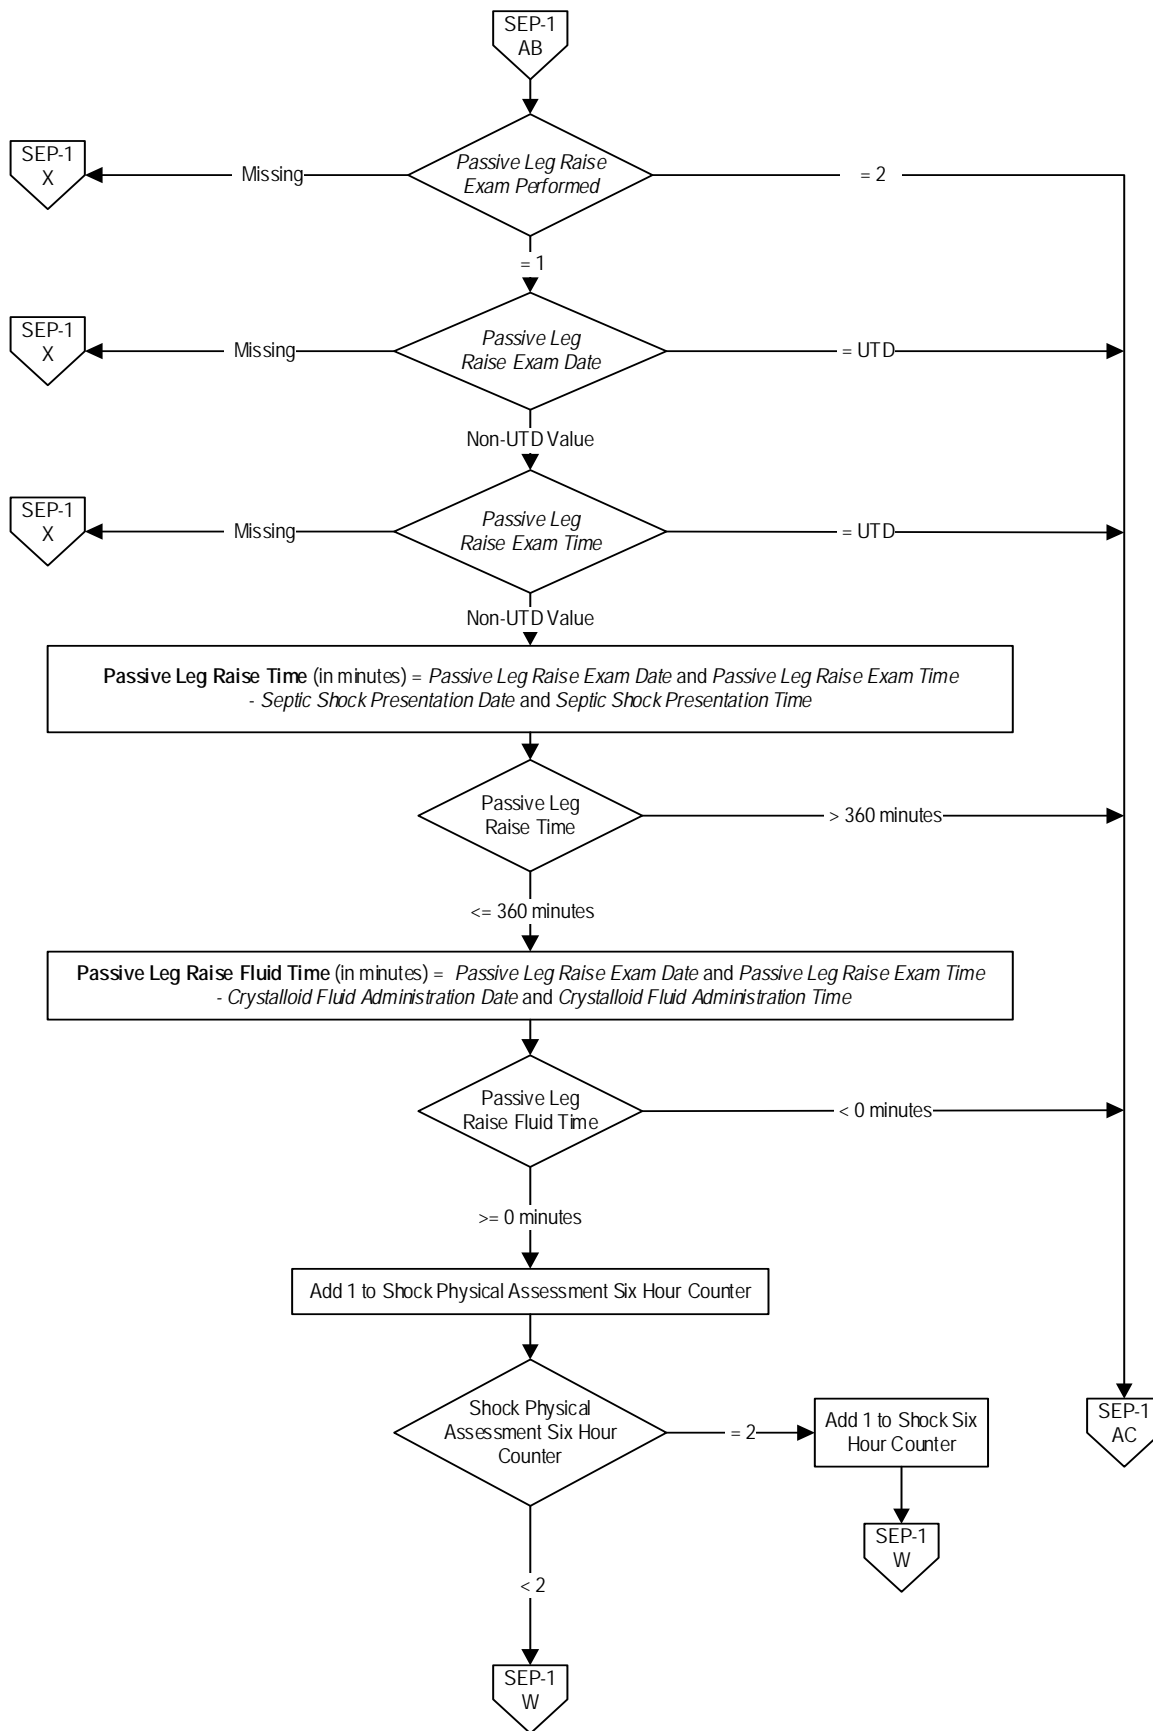 SEP-1
AB
SEP-1
X
Missing
Passive Leg Raise
Exam Performed
= 2
= 1
SEP-1
X
Missing
Passive Leg
Raise Exam Date
= UTD
Non-UTD Value
SEP-1
X
Missing
Passive Leg
Raise Exam Time
= UTD
Non-UTD Value
Passive Leg Raise Time (in minutes) = Passive Leg Raise Exam Date and Passive Leg Raise Exam Time
- Septic Shock Presentation Date and Septic Shock Presentation Time
Passive Leg
Raise Time
> 360 minutes
<= 360 minutes
Passive Leg Raise Fluid Time (in minutes) = Passive Leg Raise Exam Date and Passive Leg Raise Exam Time
- Crystalloid Fluid Administration Date and Crystalloid Fluid Administration Time
Passive Leg
Raise Fluid Time
< 0 minutes
>= 0 minutes
Add 1 to Shock Physical Assessment Six Hour Counter
Shock Physical
Assessment Six Hour
Counter
= 2
Add 1 to Shock Six
Hour Counter
SEP-1
AC
SEP-1
W
< 2
SEP-1
W